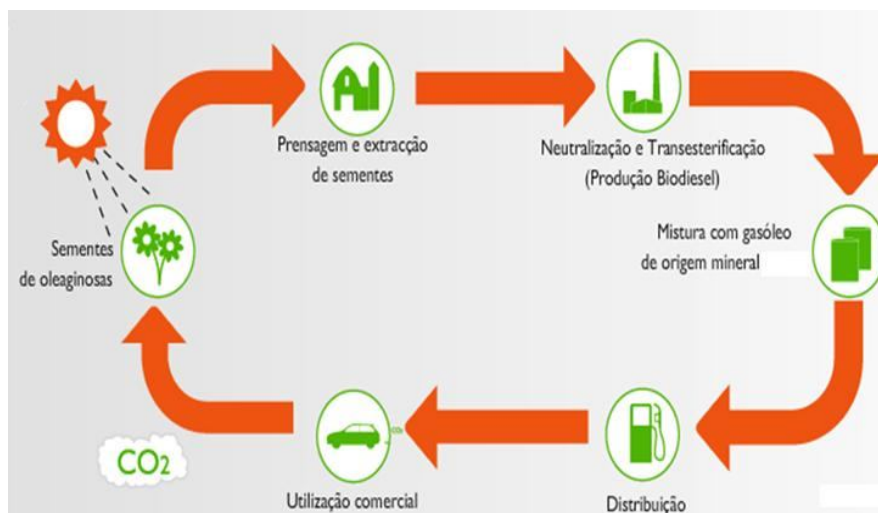 Prensagem e extracção
de sementes
Neutralização e Transesterificação
(Produção Biodiesel)
Mistura com gasóleo
de origem mineral
Distribuição
Utilização comercial
CO2
Sementes
de oleaginosas